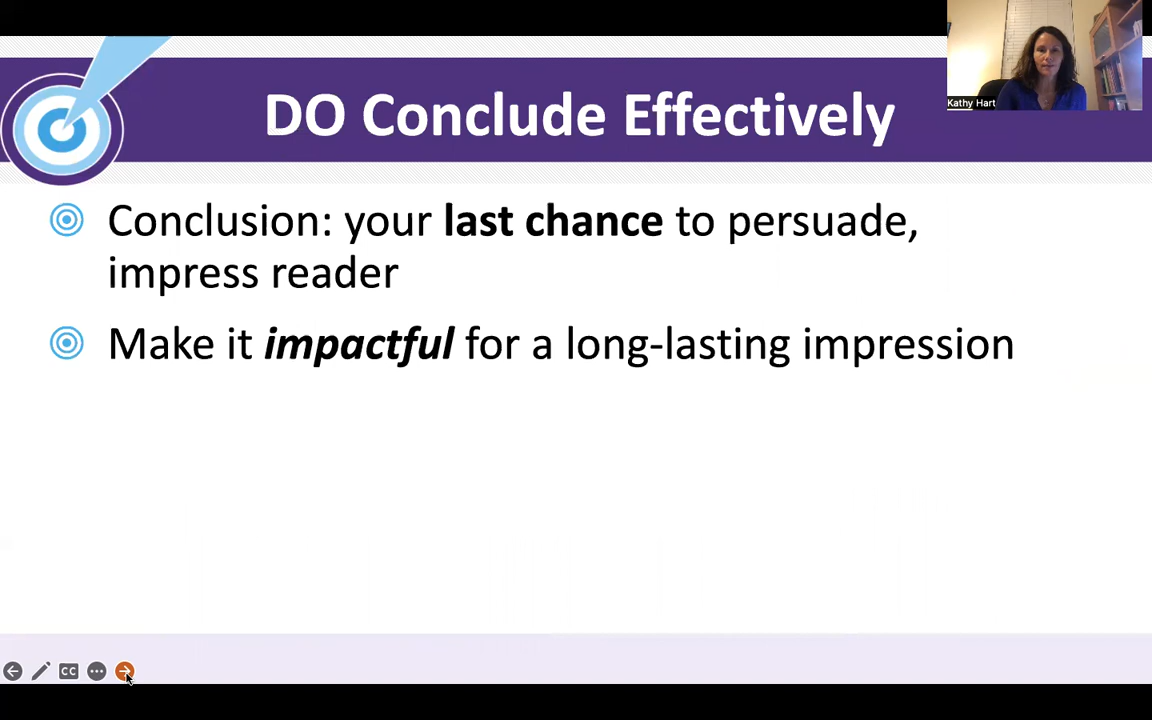 DO Conclude Effectively
Kathy Hart
Conclusion: your last chance to persuade,
impress reader
Make it impactful for a long-lasting impression
CC